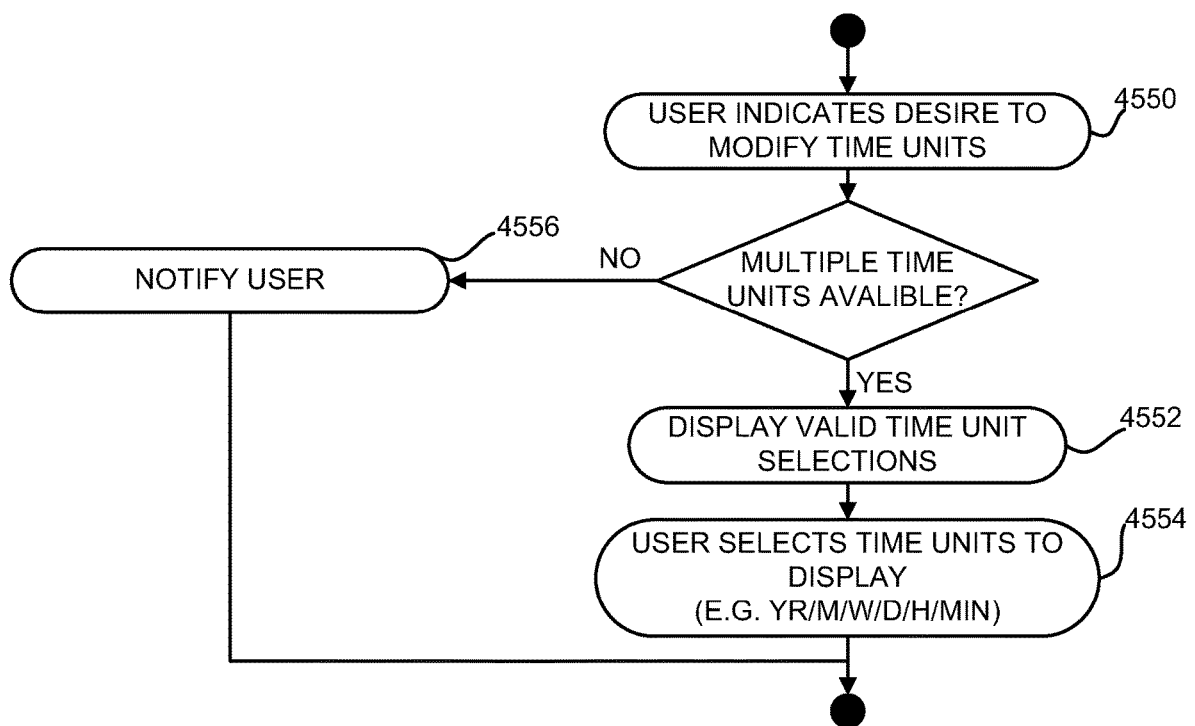 USER INDICATES DESIRE TO
MODIFY TIME UNITS
4550
4556
NOTIFY USER
NO
MULTIPLE TIME
UNITS AVALIBLE?
YES
DISPLAY VALID TIME UNIT
SELECTIONS
4552
4554
USER SELECTS TIME UNITS TO
DISPLAY
(E.G. YR/M/W/D/H/MIN)